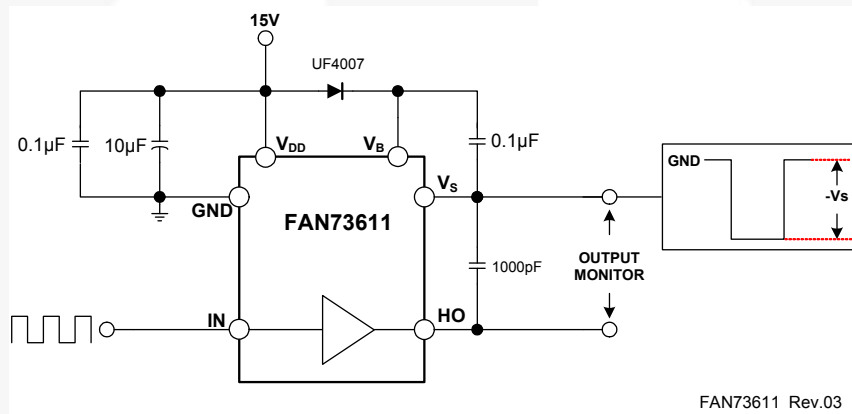 15V
UF4007
0.1µF
10µF
VDD
VB
0.1µF
GND
VS
GND
-Vs
FAN73611
1000pF
OUTPUT
MONITOR
IN
HO
FAN73611 Rev.03